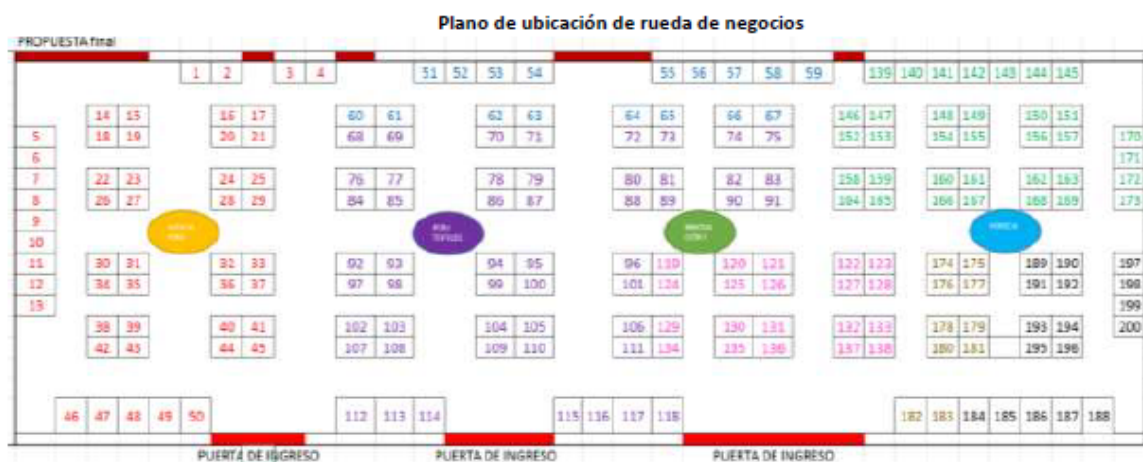 Plano de ubicación de rueda de negocios
PROPUESTA final
1 2 3 4 51 52 53 54 55 56 57 58 59 139 140 141 142 143 144 145
14 15 16 17 60 61 62 63 64 65 66 67 146 147 148 149 150 151
5 18 19 20 21 68 69 70 71 72 73 74 75 152 153 154 155 156 157 170
6 171
7 22 23 24 25 76 77 78 79 80 81 82 83 158 159 160 161 162 163 172
8 26 27 28 29 84 85 86 87 88 89 90 91 164 165 166 167 168 169 173
9
10
11 30 31 32 33 92 93 94 95 96 119 120 121 122 123 174 175 189 190 197
12 34 35 36 37 97 98 99 100 101 124 125 126 127 128 176 177 191 192 198
13 199
38 39 40 41 102 103 104 105 106 129 130 131 132 133 178 179 193 194 200
42 43 44 45 107 108 109 110 111 134 135 136 137 138 180 181 195 196
46 47 48 49 50 112 113 114 115 116 117 118 182 183 184 185 186 187 188
PUERTA DE INGRESO PUERTA DE INGRESO PUERTA DE INGRESO